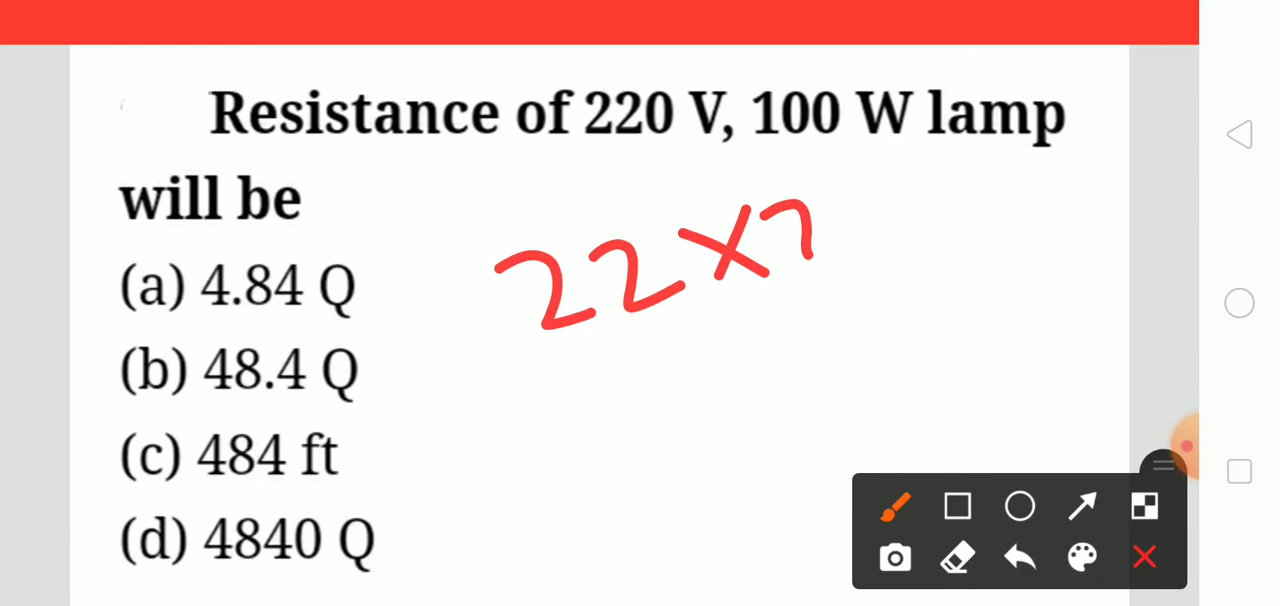 Resistance of 220 V, 100 W lamp
will be
22×
(a) 4.84 Q
(b) 48.4 Q
(c) 484 ft
(d) 4840 Q